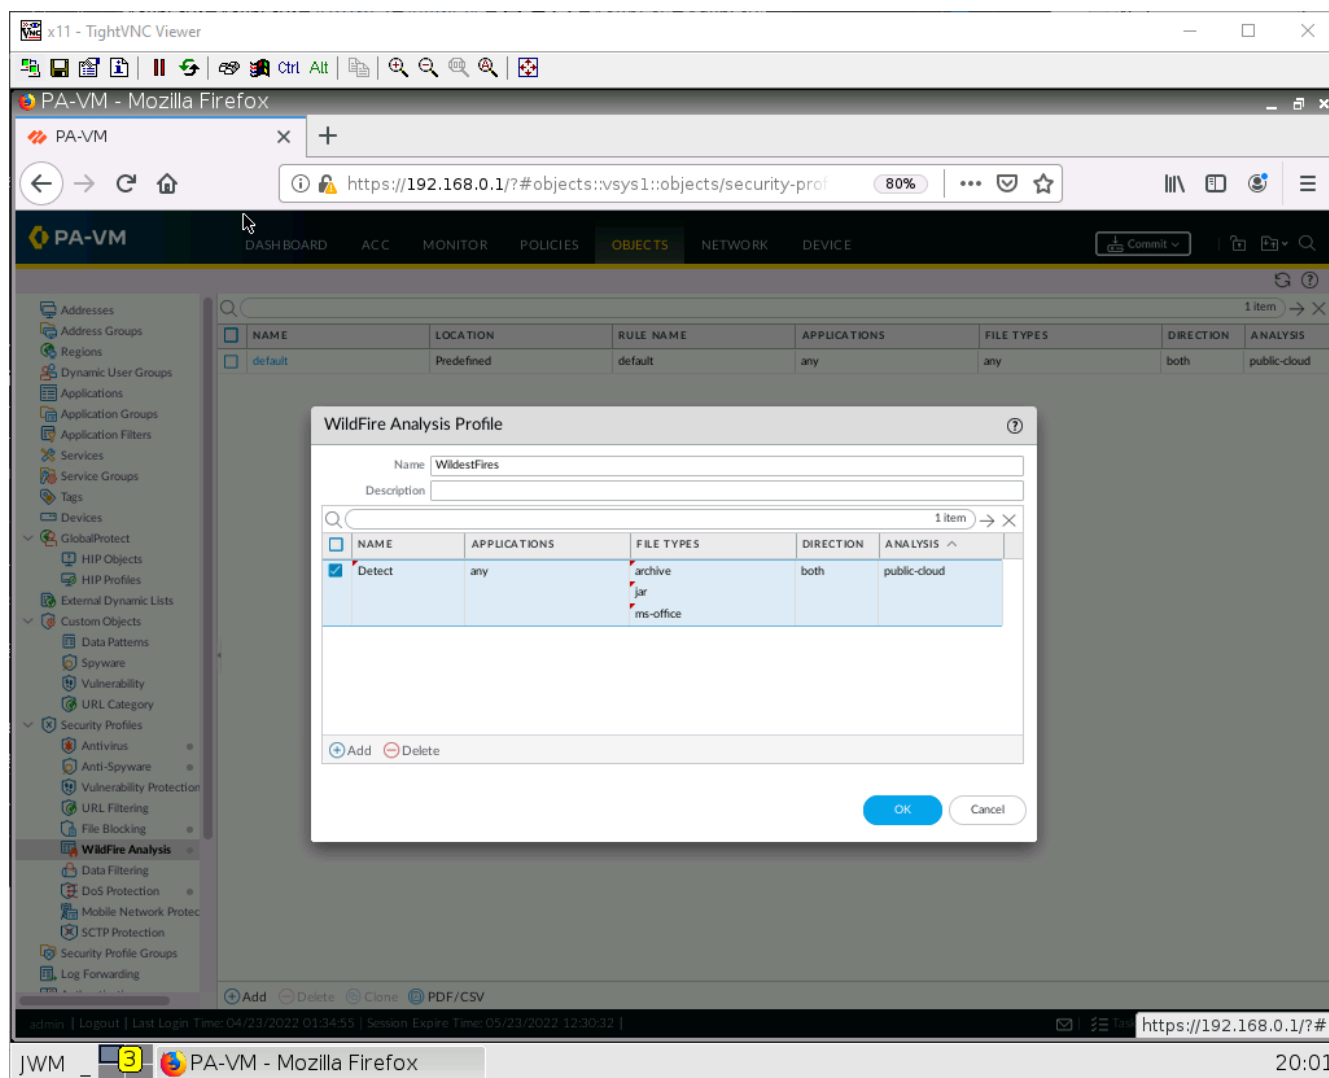 x11 - TightVNC Viewer
Ctrl Alt
PA-VM - Mozilla Firefox
PA-VM
https://192.168.0.1/?#objects::vsys1::objects/security-prof
80%
PA-VM
DASHBOARD ACC MONITOR POLICIES OBJECTS NETWORK DEVICE
Commit
1 item
Addresses
Address Groups
Regions
Dynamic User Groups
Applications
Application Groups
Application Filters
Services
Service Groups
Tags
Devices
GlobalProtect
HIP Objects
HIP Profiles
External Dynamic Lists
Custom Objects
Data Patterns
Spyware
Vulnerability
URL Category
Security Profiles
Antivirus
Anti-Spyware
Vulnerability Protection
URL Filtering
File Blocking
WildFire Analysis
Data Filtering
DoS Protection
Mobile Network Protec
SCTP Protection
Security Profile Groups
Log Forwarding
NAME LOCATION RULE NAME APPLICATIONS FILE TYPES DIRECTION ANALYSIS
default Predefined default any any both public-cloud
WildFire Analysis Profile
Name WildestFires
Description
1 item
NAME APPLICATIONS FILE TYPES DIRECTION ANALYSIS
Detect any archive both public-cloud
jar
ms-office
Add Delete
OK Cancel
Add Delete Clone PDF/CSV
admin | Logout | Last Login Time: 04/23/2022 01:34:55 | Session Expire Time: 05/23/2022 12:30:32 |
Tas
https://192.168.0.1/?#
JWM _ 3 PA-VM - Mozilla Firefox
20:01